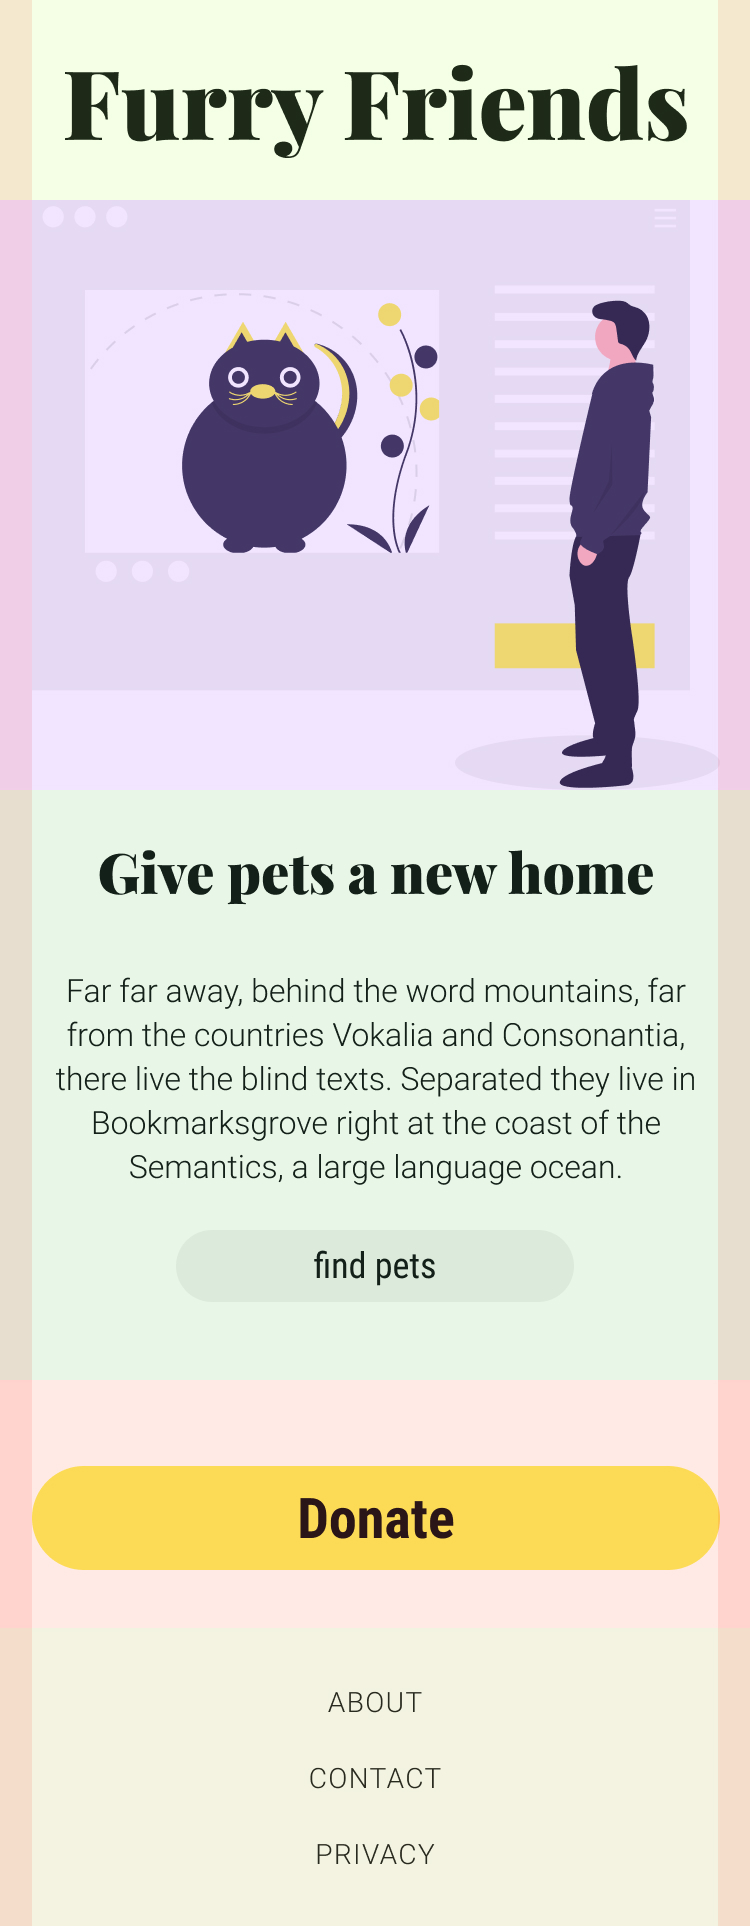 Furry Friends
Give pets a new home
Far far away, behind the word mountains, far
from the countries Vokalia and Consonantia,
there live the blind texts. Separated they live in
Bookmarksgrove right at the coast of the
Semantics, a large language ocean.
find pets
Donate
ABOUT
CONTACT
PRIVACY